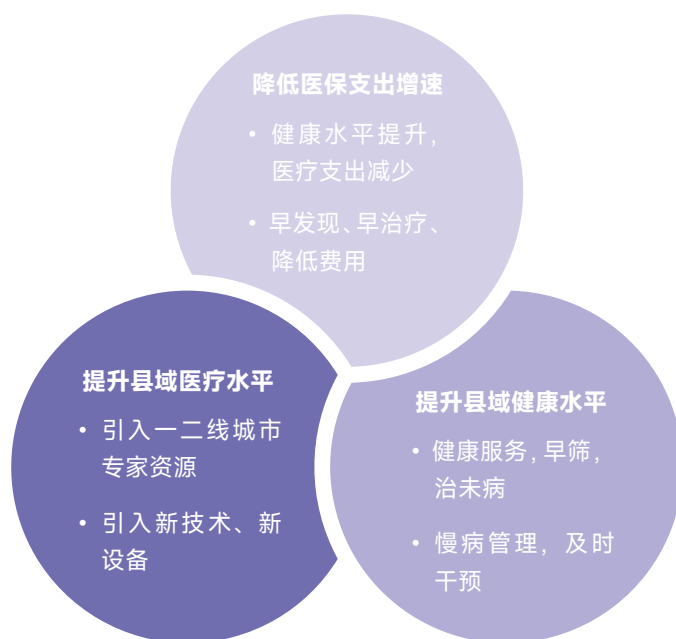 降低医保支出增速
• 健康水平提升，
医疗支出减少
• 早发现、早治疗、
降低费用
提升县域医疗水平
• 引入一二线城市
专家资源
• 引入新技术、新
设备
提升县域健康水平
• 健康服务，早筛，
治未病
• 慢病管理，及时
干预